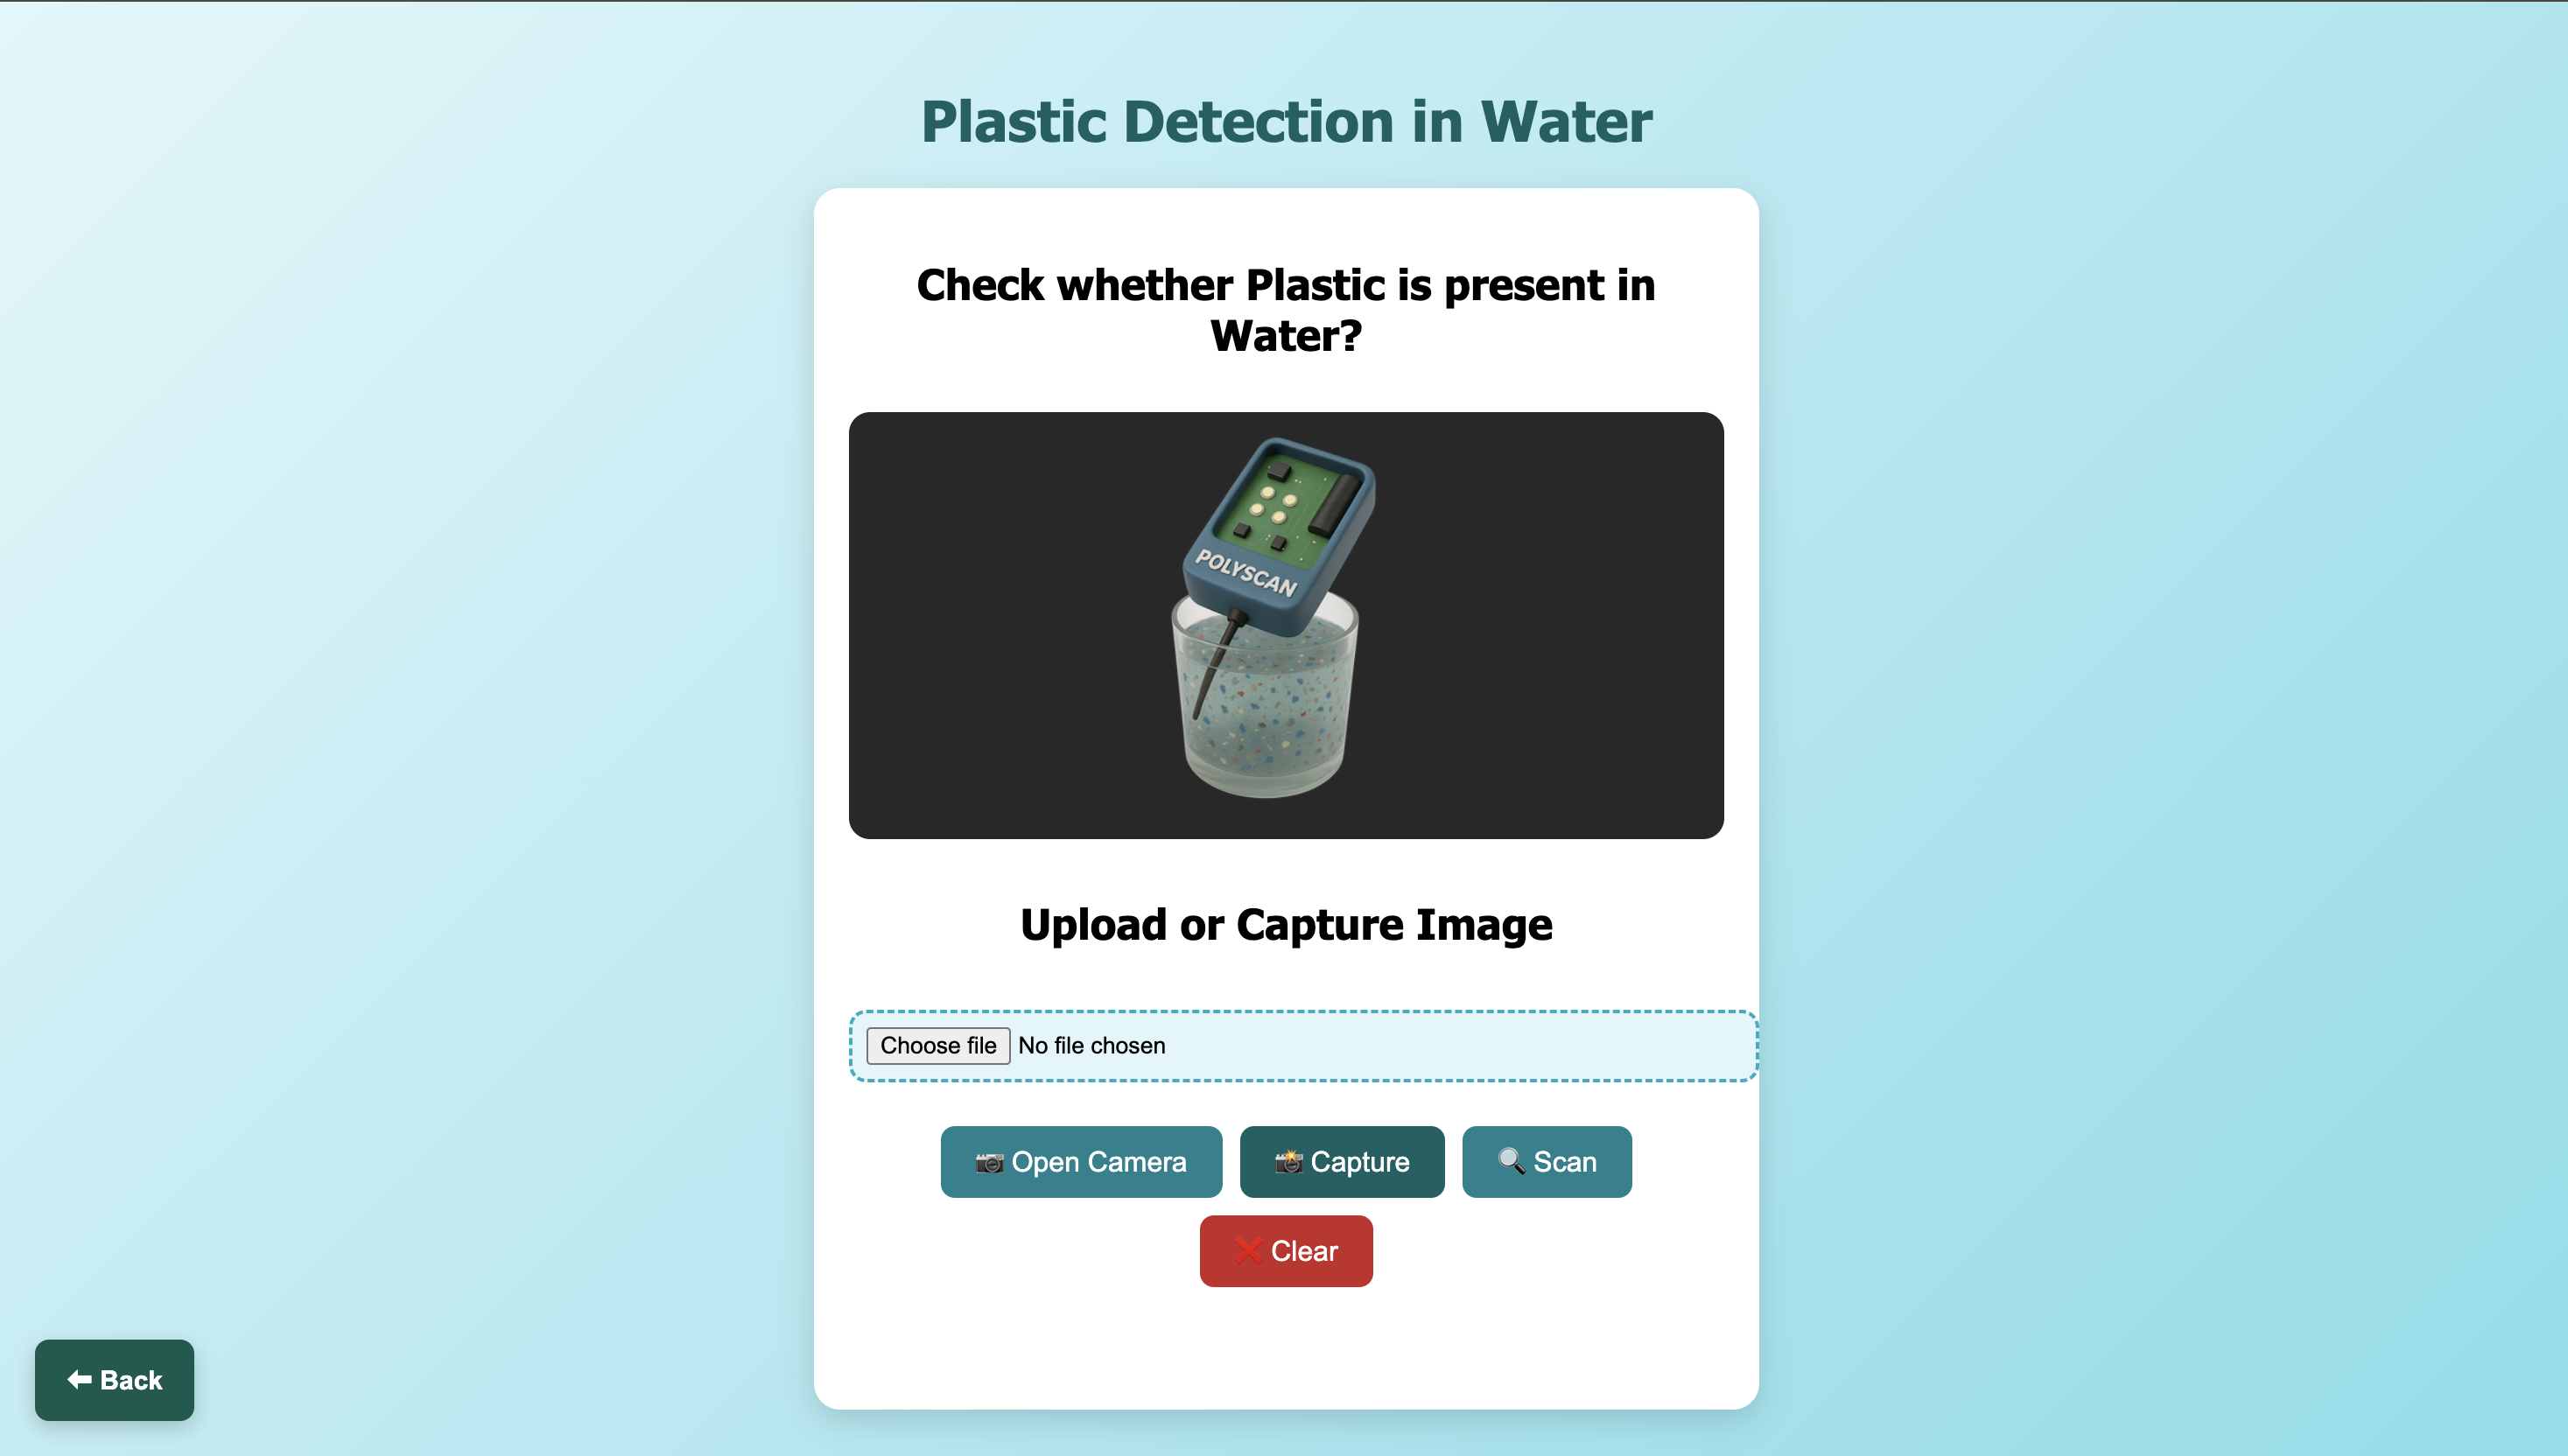 Plastic Detection in Water
Check whether Plastic is present in
Water?
POLYSCAN
Upload or Capture Image
Choose file No file chosen
📷 Open Camera
📸 Capture
🔍 Scan
❌ Clear
⬅ Back